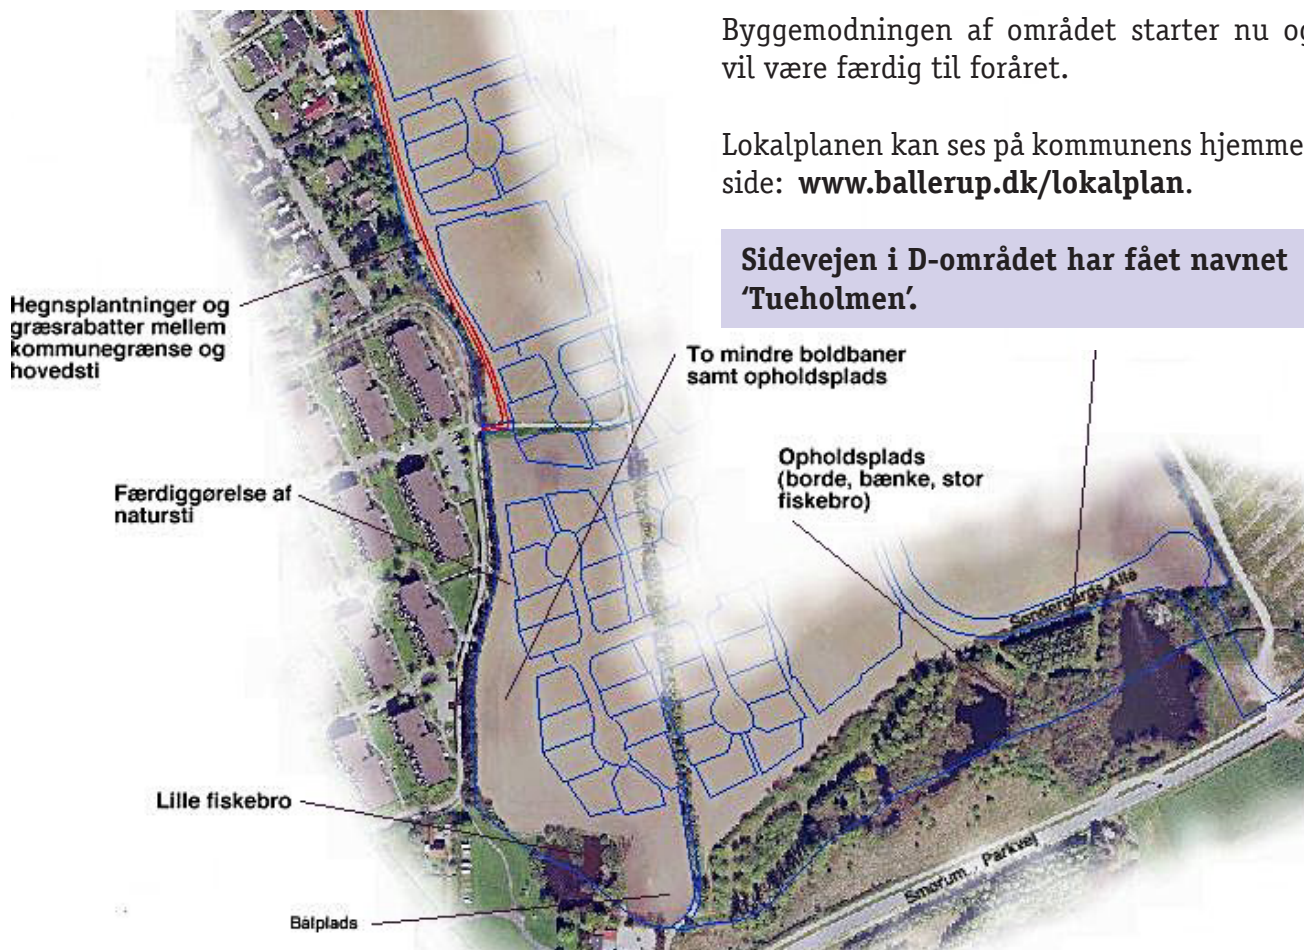 Byggemodningen af området starter nu og
vil være færdig til foråret.
Lokalplanen kan ses på kommunens hjemme
side: www.ballerup.dk/lokalplan.
Sidevejen i D-området har fået navnet
‘Tueholmen’.
Hegnsplantninger og
græsrabatter mellem
kommunegrænse og
hovedsti
To mindre boldbaner
samt opholdsplads
Opholdsplads
(borde, bænke, stor
fiskebro)
Færdiggørelse af
natursti
Søndergårds Allé
Lille fiskebro
Smørum Parkvej
Bålplads